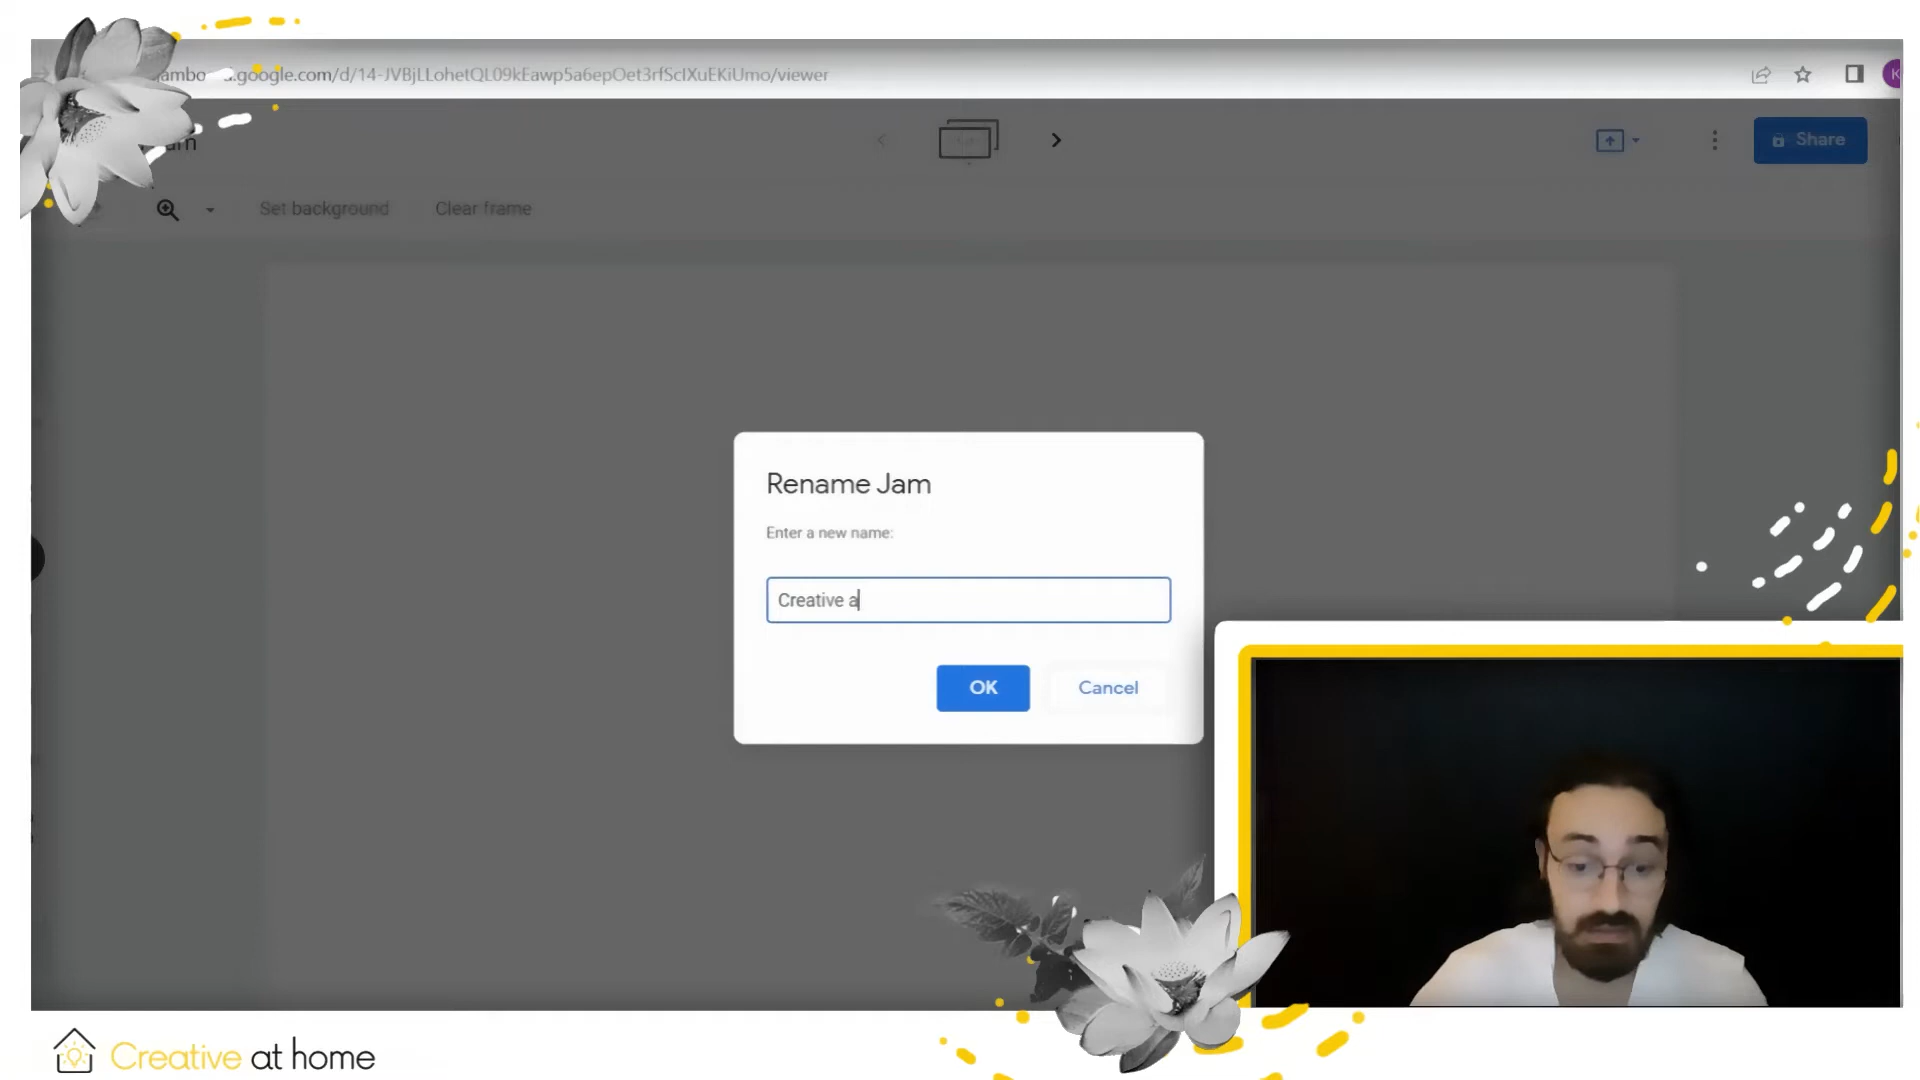 .google.com/d/14-JVBjLLohetQL09kEawp5a6epOet3rfScIXuEKiUmo/viewer
K
Share
Set background
Clear frame
Rename Jam
Enter a new name:
Creative a
OK
Cancel
Creative at home